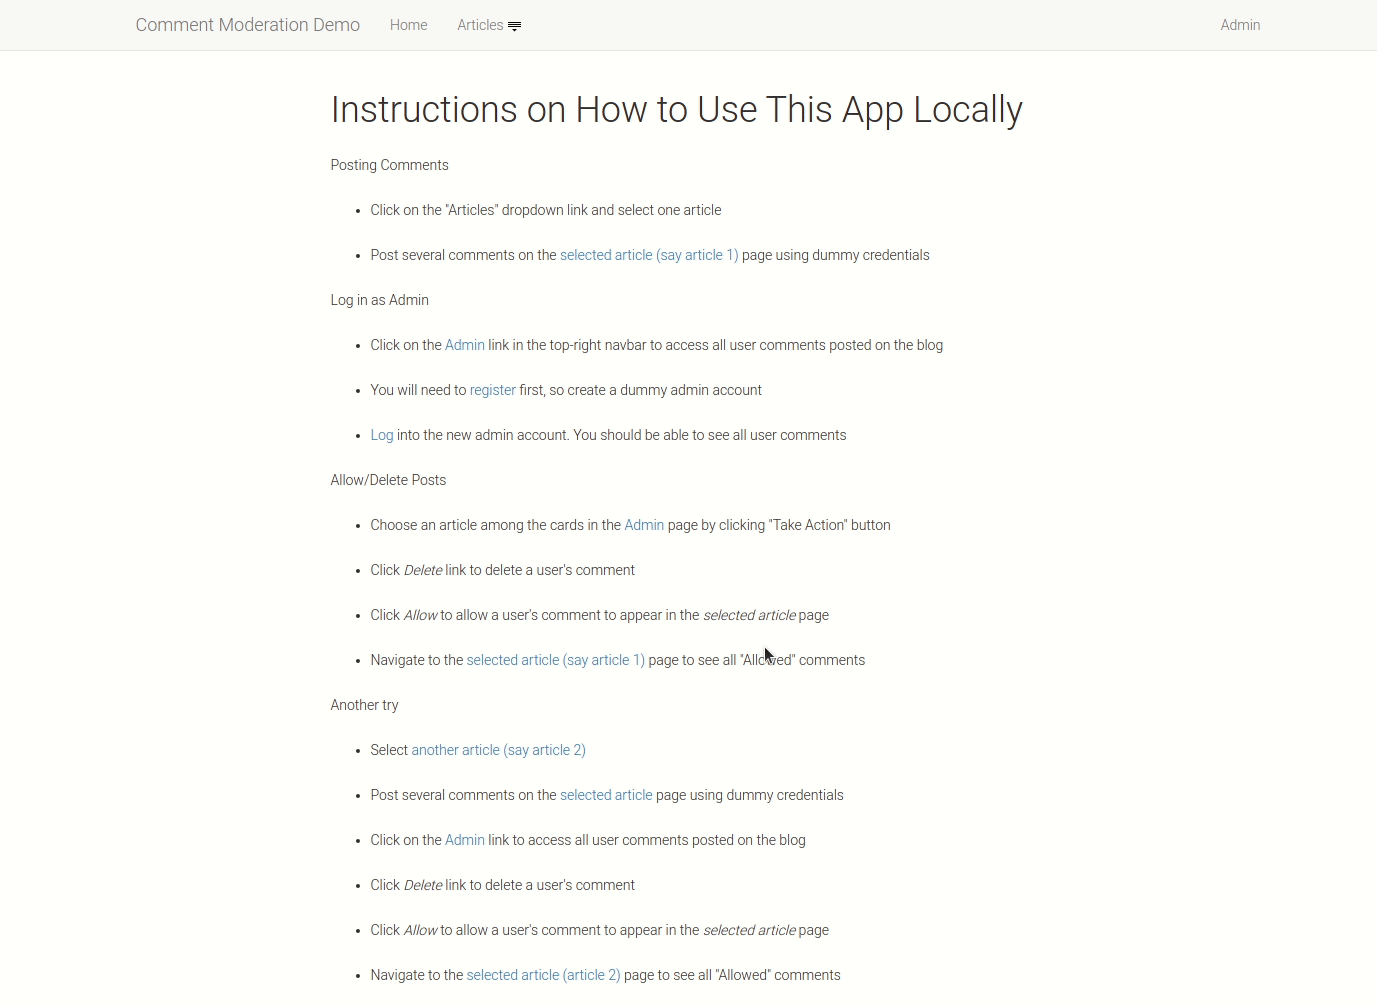 Comment Moderation Demo Home Articles Admin
Instructions on How to Use This App Locally
Posting Comments
Click on the "Articles" dropdown link and select one article
Post several comments on the selected article (say article 1) page using dummy credentials
Log in as Admin
Click on the Admin link in the top-right navbar to access all user comments posted on the blog
You will need to register first, so create a dummy admin account
Log into the new admin account. You should be able to see all user comments
Allow/Delete Posts
Choose an article among the cards in the Admin page by clicking "Take Action" button
Click Delete link to delete a user's comment
Click Allow to allow a user's comment to appear in the selected article page
Navigate to the selected article (say article 1) page to see all "Allowed" comments
Another try
Select another article (say article 2)
Post several comments on the selected article page using dummy credentials
Click on the Admin link to access all user comments posted on the blog
Click Delete link to delete a user's comment
Click Allow to allow a user's comment to appear in the selected article page
Navigate to the selected article (article 2) page to see all "Allowed" comments